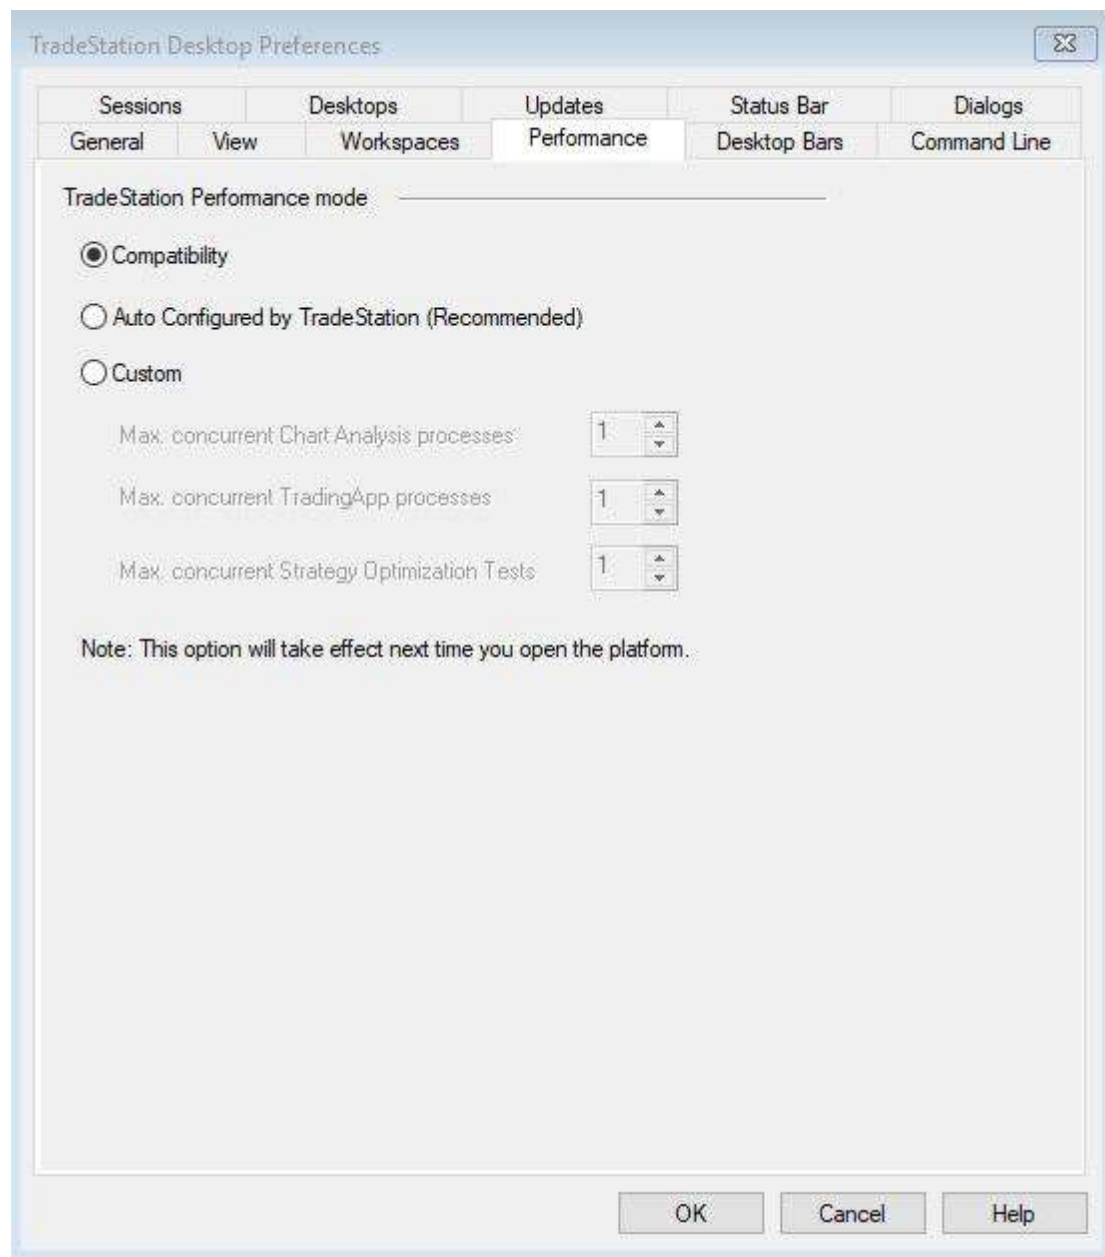 TradeStation Desktop Preferences
Sessions Desktops Updates Status Bar Dialogs
General View Workspaces Performance Desktop Bars Command Line
TradeStation Performance mode
Compatibility
Auto Configured by TradeStation (Recommended)
Custom
Max. concurrent Chart Analysis processes 1
Max. concurrent TradingApp processes 1
Max. concurrent Strategy Optimization Tests 1
Note: This option will take effect next time you open the platform.
OK Cancel Help